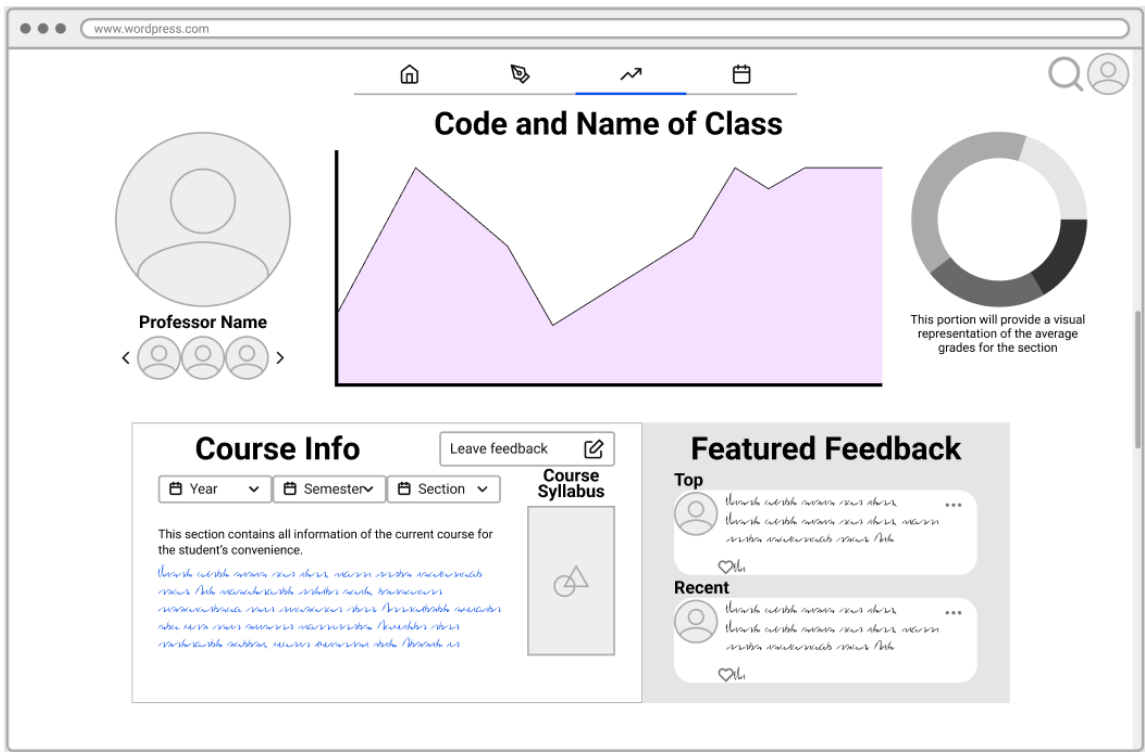 www.wordpress.com
Code and Name of Class
Professor Name
This portion will provide a visual
representation of the average
grades for the section
Course Info
Leave feedback
Year
Semester
Section
Course
Syllabus
This section contains all information of the current course for
the student's convenience.
Featured Feedback
Top
Recent